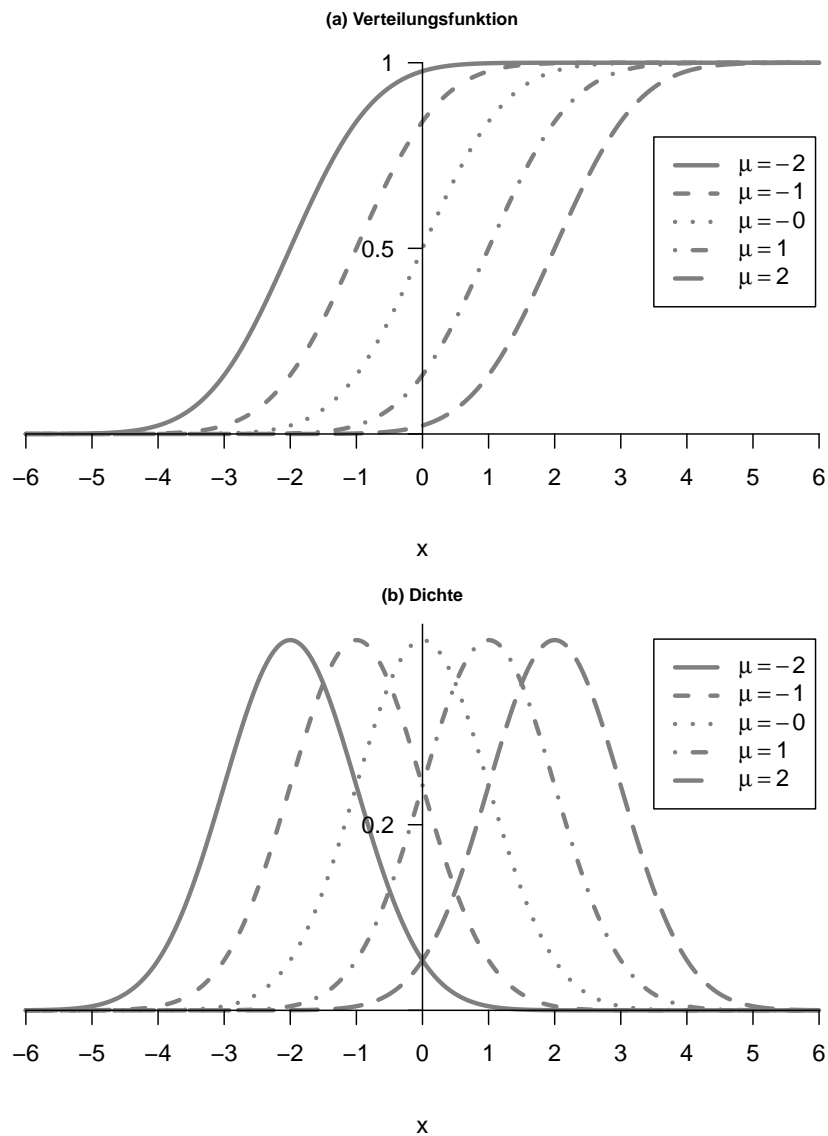 (a) Verteilungsfunktion
1
0.5
μ = −2
μ = −1
μ = −0
μ = 1
μ = 2
−6 −5 −4 −3 −2 −1 0 1 2 3 4 5 6
x
(b) Dichte
0.2
μ = −2
μ = −1
μ = −0
μ = 1
μ = 2
−6 −5 −4 −3 −2 −1 0 1 2 3 4 5 6
x